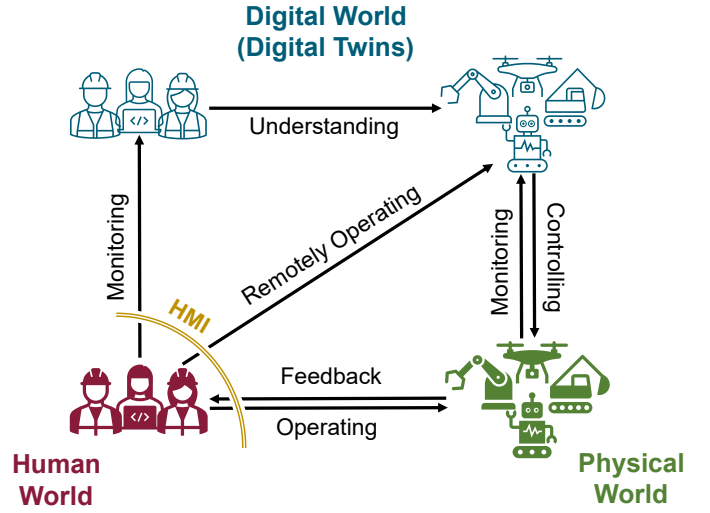 Digital World
(Digital Twins)
</>
Understanding
Monitoring
Remotely Operating
Monitoring
Controlling
HMI
Feedback
</>
Operating
Human
World
Physical
World